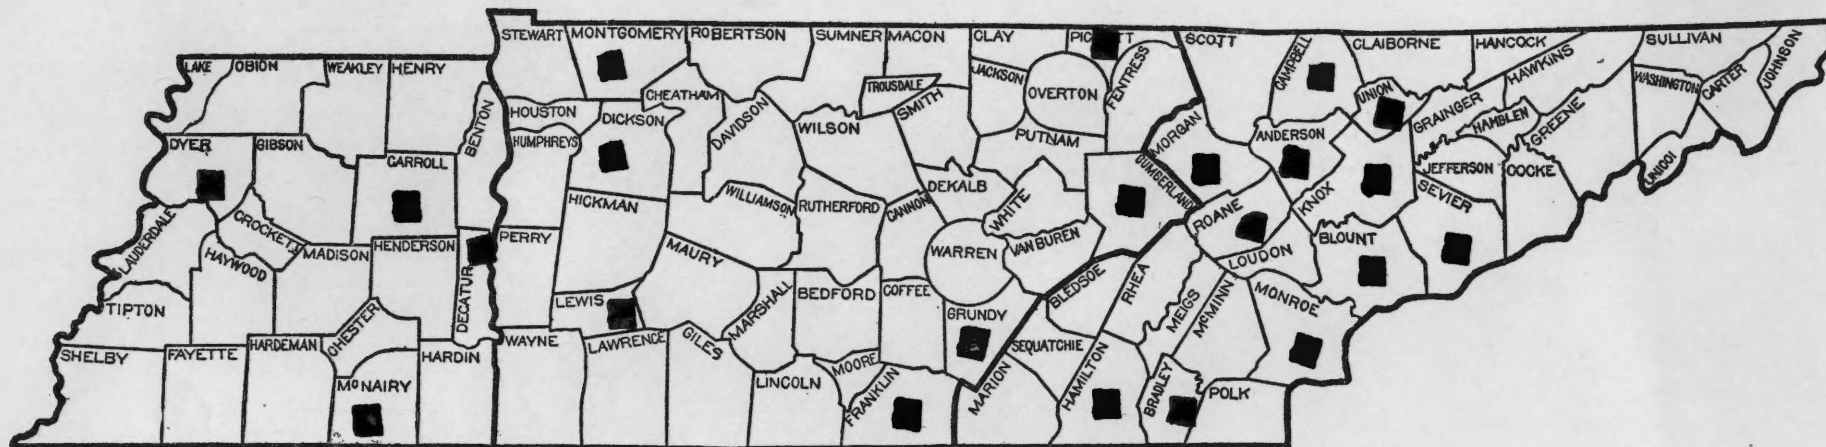 STEWART
MONTGOMERY
ROBERTSON
SUMNER
MACON
CLAY
SCOTT
CLAIBORNE
HANCOCK
SULLIVAN
LAKE
OBION
WEAKLEY
HENRY
JACKSON
FENTRESS
CAMPBELL
HAWKINS
WASHINGTON
CARTER
JOHNSON
HOUSTON
CHEATHAM
TROUSDALE
SMITH
OVERTON
UNION
GRAINGER
HAMBLEN
GREENE
BENTON
DICKSON
DAVIDSON
WILSON
PUTNAM
MORGAN
ANDERSON
DYER
GIBSON
HUMPHREYS
CARROLL
CUMBERLAND
JEFFERSON
COCKE
UNICOI
DEKALB
KNOX
SEVIER
HICKMAN
WILLIAMSON
RUTHERFORD
CANNON
WHITE
ROANE
LAUDERDALE
CROCKETT
MADISON
HENDERSON
PERRY
MAURY
WARREN
VAN BUREN
LOUDON
BLOUNT
HAYWOOD
DECATUR
LEWIS
MARSHALL
BEDFORD
COFFEE
BLEDSOE
RHEA
MEIGS
McMINN
MONROE
TIPTON
CHESTER
GRUNDY
SHELBY
FAYETTE
HARDEMAN
HARDIN
WAYNE
LAWRENCE
GILES
MOORE
SEQUATCHIE
McNAIRY
LINCOLN
FRANKLIN
MARION
HAMILTON
BRADLEY
POLK